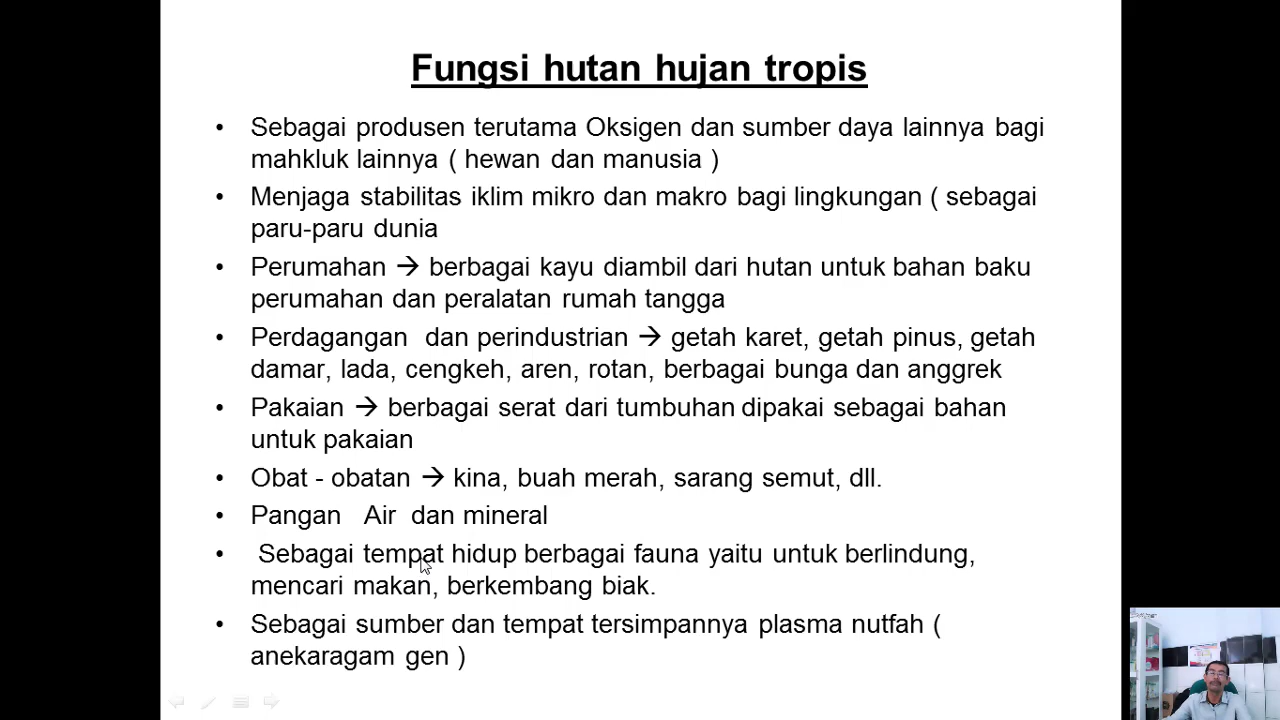 Fungsi hutan hujan tropis
• Sebagai produsen terutama Oksigen dan sumber daya lainnya bagi
mahkluk lainnya ( hewan dan manusia )
• Menjaga stabilitas iklim mikro dan makro bagi lingkungan ( sebagai
paru-paru dunia
• Perumahan → berbagai kayu diambil dari hutan untuk bahan baku
perumahan dan peralatan rumah tangga
• Perdagangan dan perindustrian → getah karet, getah pinus, getah
damar, lada, cengkeh, aren, rotan, berbagai bunga dan anggrek
• Pakaian → berbagai serat dari tumbuhan dipakai sebagai bahan
untuk pakaian
• Obat - obatan → kina, buah merah, sarang semut, dll.
• Pangan Air dan mineral
• Sebagai tempat hidup berbagai fauna yaitu untuk berlindung,
mencari makan, berkembang biak.
• Sebagai sumber dan tempat tersimpannya plasma nutfah (
anekaragam gen )